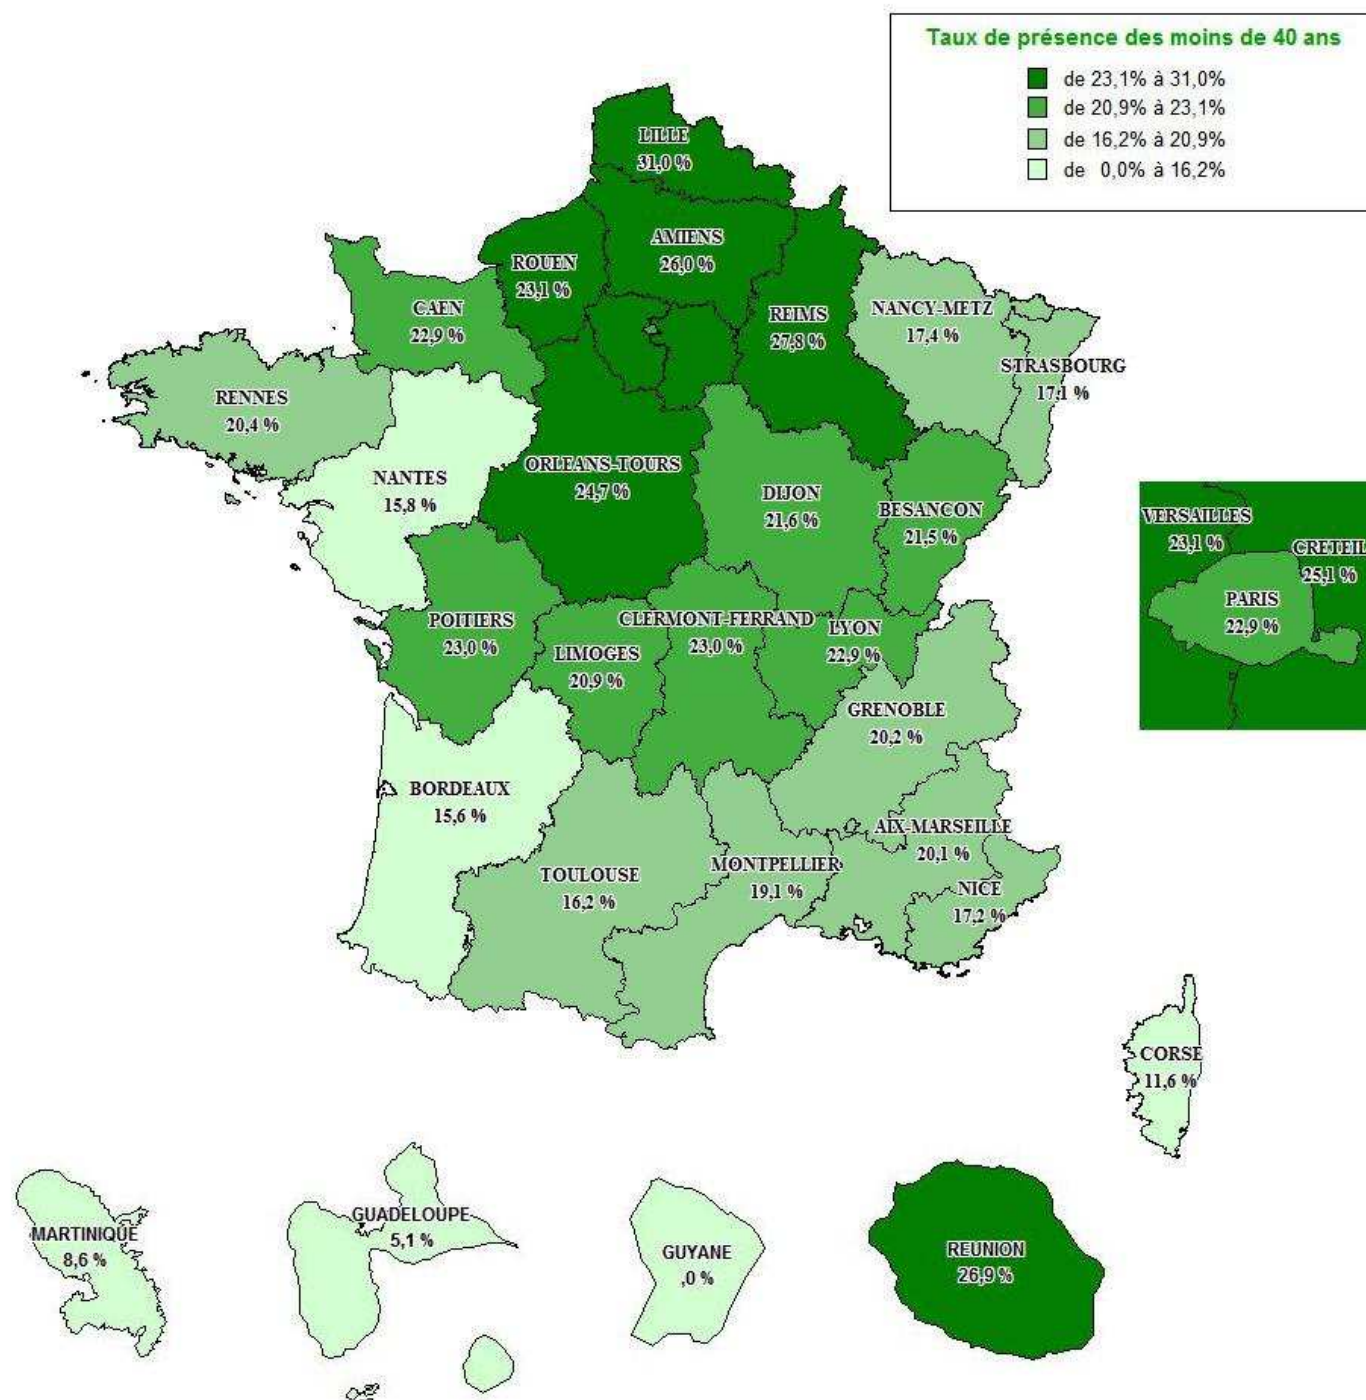 Taux de présence des moins de 40 ans
de 23,1% à 31,0%
de 20,9% à 23,1%
de 16,2% à 20,9%
de 0,0% à 16,2%
LILLE
31,0 %
AMIENS
26,0 %
ROUEN
23,1 %
CAEN
22,9 %
REIMS
27,8 %
NANCY-METZ
17,4 %
STRASBOURG
17,1 %
RENNES
20,4 %
NANTES
15,8 %
ORLEANS-TOURS
24,7 %
DIJON
21,6 %
BESANCON
21,5 %
VERSAILLES
23,1 %
CRETEIL
25,1 %
PARIS
22,9 %
POITIERS
23,0 %
LIMOGES
20,9 %
CLERMONT-FERRAND
23,0 %
LYON
22,9 %
GRENOBLE
20,2 %
BORDEAUX
15,6 %
AIX-MARSEILLE
20,1 %
TOULOUSE
16,2 %
MONTPELLIER
19,1 %
NICE
17,2 %
CORSE
11,6 %
MARTINIQUE
8,6 %
GUADELOUPE
5,1 %
GUYANE
,0 %
REUNION
26,9 %